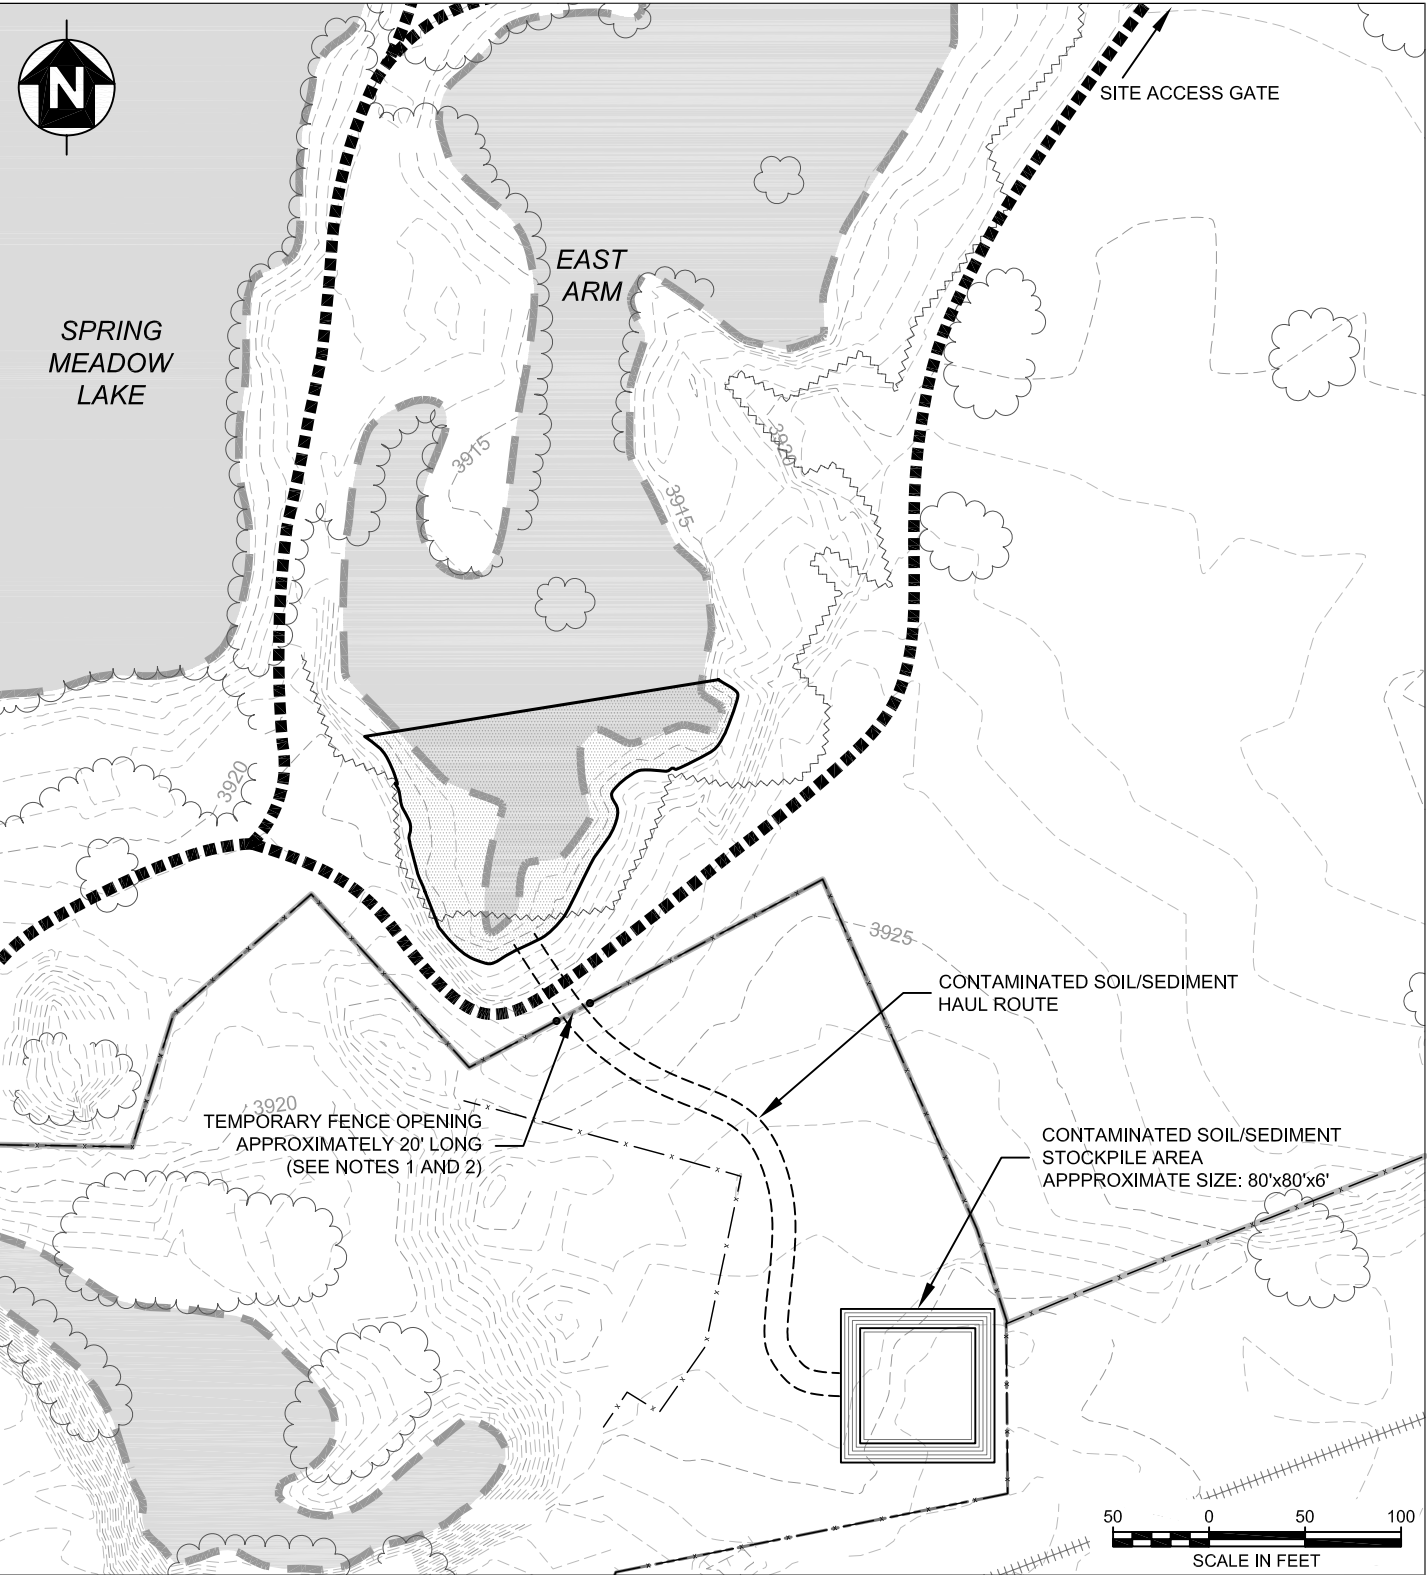 N
SITE ACCESS GATE
EAST
ARM
SPRING
MEADOW
LAKE
3920
3915
3915
3920
3925
CONTAMINATED SOIL/SEDIMENT
HAUL ROUTE
3920
TEMPORARY FENCE OPENING
APPROXIMATELY 20' LONG
(SEE NOTES 1 AND 2)
CONTAMINATED SOIL/SEDIMENT
STOCKPILE AREA
APPPROXIMATE SIZE: 80'x80'x6'
50 0 50 100
SCALE IN FEET